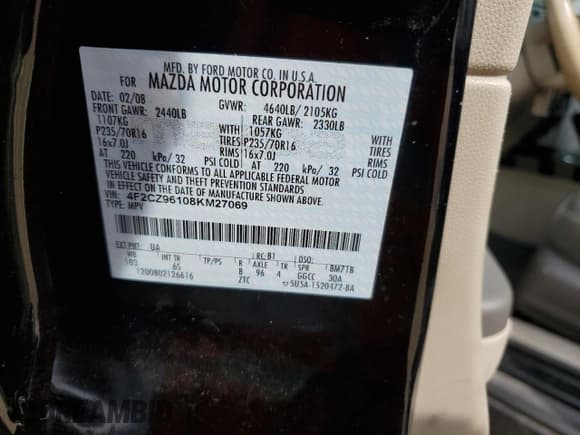 MFD. BY FORD MOTOR CO. IN U.S.A.
FOR MAZDA MOTOR CORPORATION
DATE: 02/08 GVWR: 4640LB/ 2105KG
FRONT GAWR: 2440LB REAR GAWR: 2330LB
1107KG WITH 1057KG WITH
P235/70R16 TIRES P235/70R16 TIRES
16x7.0J RIMS 16x7.0J RIMS
AT 220 kPa/ 32 PSI COLD AT 220 kPa/ 32 PSI COLD
THIS VEHICLE CONFORMS TO ALL APPLICABLE FEDERAL MOTOR
VEHICLE SAFETY AND THEFT PREVENTION STANDARDS
IN EFFECT ON THE DATE OF MANUFACTURE SHOWN ABOVE.
VIN: 4F2CZ96108KM27069
TYPE: MPV
EXT PNT: UA RC: 81 DSO:
WB INT TR TP/PS R AXLE TR SPR BM7TB
103 65 B 96 4 GGCC 30A
1200802126616 ZTC 5U5A-1520472-BA